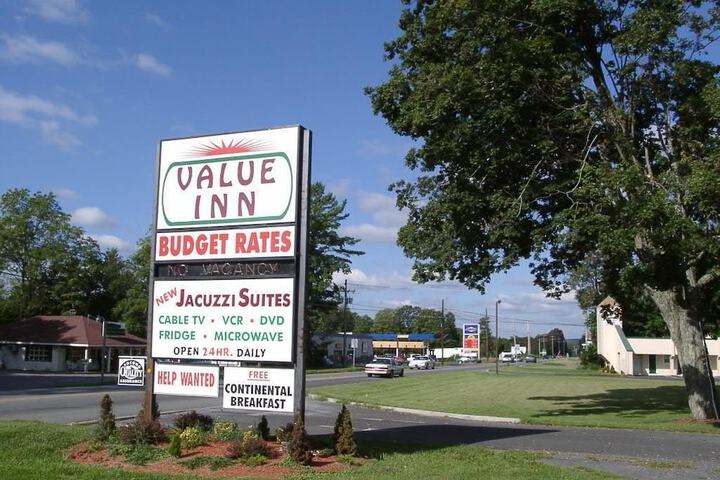 VALUE
INN
BUDGET RATES
NO VACANCY
NEW JACUZZI SUITES
CABLE TV • VCR • DVD
FRIDGE • MICROWAVE
OPEN 24HR. DAILY
HELP WANTED
FREE
CONTINENTAL
BREAKFAST
QUALITY